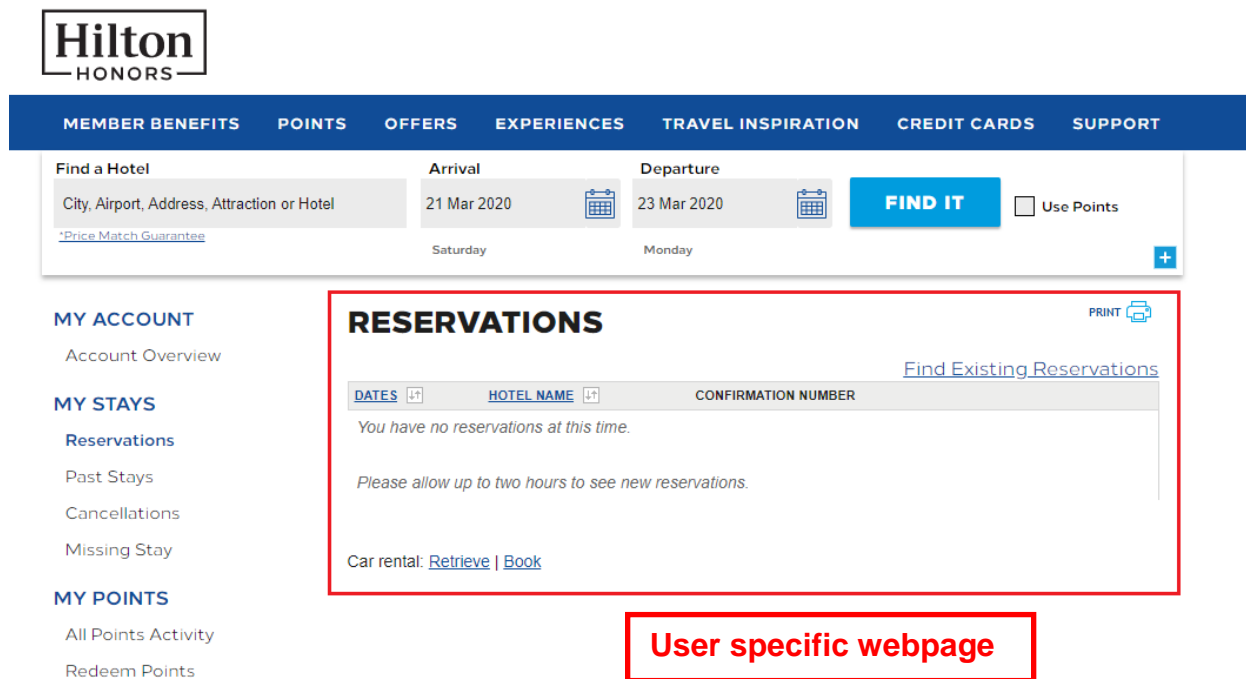 Hilton
HONORS
MEMBER BENEFITS POINTS OFFERS EXPERIENCES TRAVEL INSPIRATION CREDIT CARDS SUPPORT
Find a Hotel Arrival Departure
City, Airport, Address, Attraction or Hotel 21 Mar 2020 23 Mar 2020 FIND IT Use Points
*Price Match Guarantee
Saturday Monday
+
MY ACCOUNT
Account Overview
MY STAYS
Reservations
Past Stays
Cancellations
Missing Stay
MY POINTS
All Points Activity
Redeem Points
RESERVATIONS PRINT
Find Existing Reservations
DATES HOTEL NAME CONFIRMATION NUMBER
You have no reservations at this time.
Please allow up to two hours to see new reservations.
Car rental: Retrieve | Book
User specific webpage